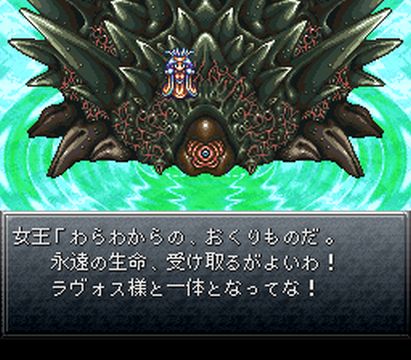 女王「わらわからの、おくりものだ。
永遠の生命、受け取るがよいわ！
ラヴォス様と一体となってな！